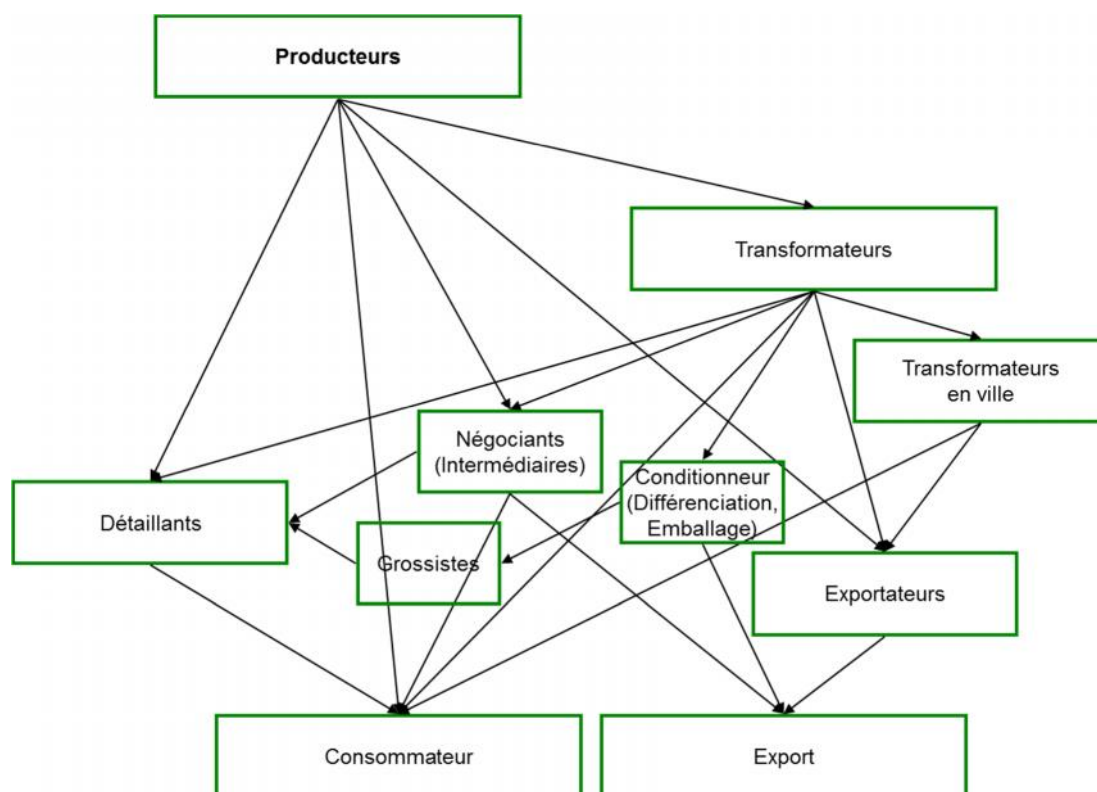 Producteurs
Transformateurs
Transformateurs
en ville
Négociants
(Intermédiaires)
Conditionneur
(Différenciation,
Emballage)
Détaillants
Grossistes
Exportateurs
Consommateur
Export